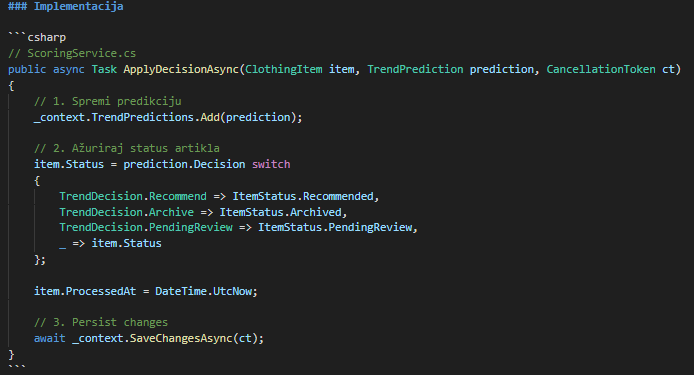 ### Implementacija
```csharp
// ScoringService.cs
public async Task ApplyDecisionAsync(ClothingItem item, TrendPrediction prediction, CancellationToken ct)
{
    // 1. Spremi predikciju
    _context.TrendPredictions.Add(prediction);
    // 2. Ažuriraj status artikla
    item.Status = prediction.Decision switch
    {
        TrendDecision.Recommend => ItemStatus.Recommended,
        TrendDecision.Archive => ItemStatus.Archived,
        TrendDecision.PendingReview => ItemStatus.PendingReview,
        _ => item.Status
    };
    item.ProcessedAt = DateTime.UtcNow;
    // 3. Persist changes
    await _context.SaveChangesAsync(ct);
}
```